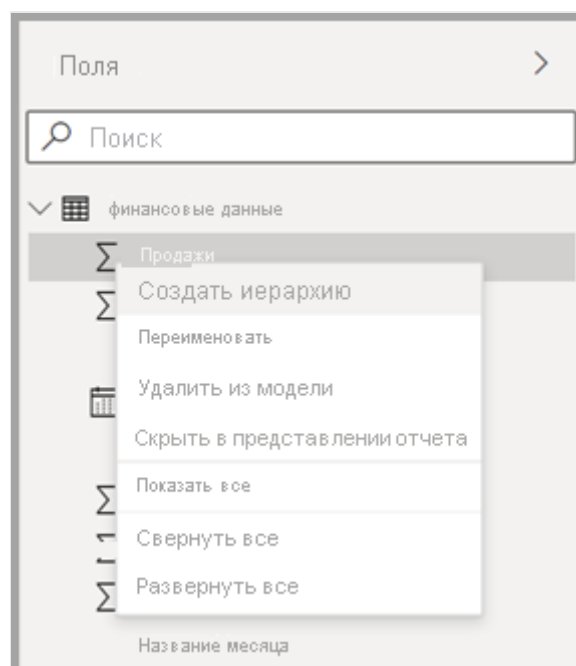 Поля
Поиск
финансовые данные
Продажи
Создать иерархию
Переименовать
Удалить из модели
Скрыть в представлении отчета
Показать все
Свернуть все
Развернуть все
Название месяца